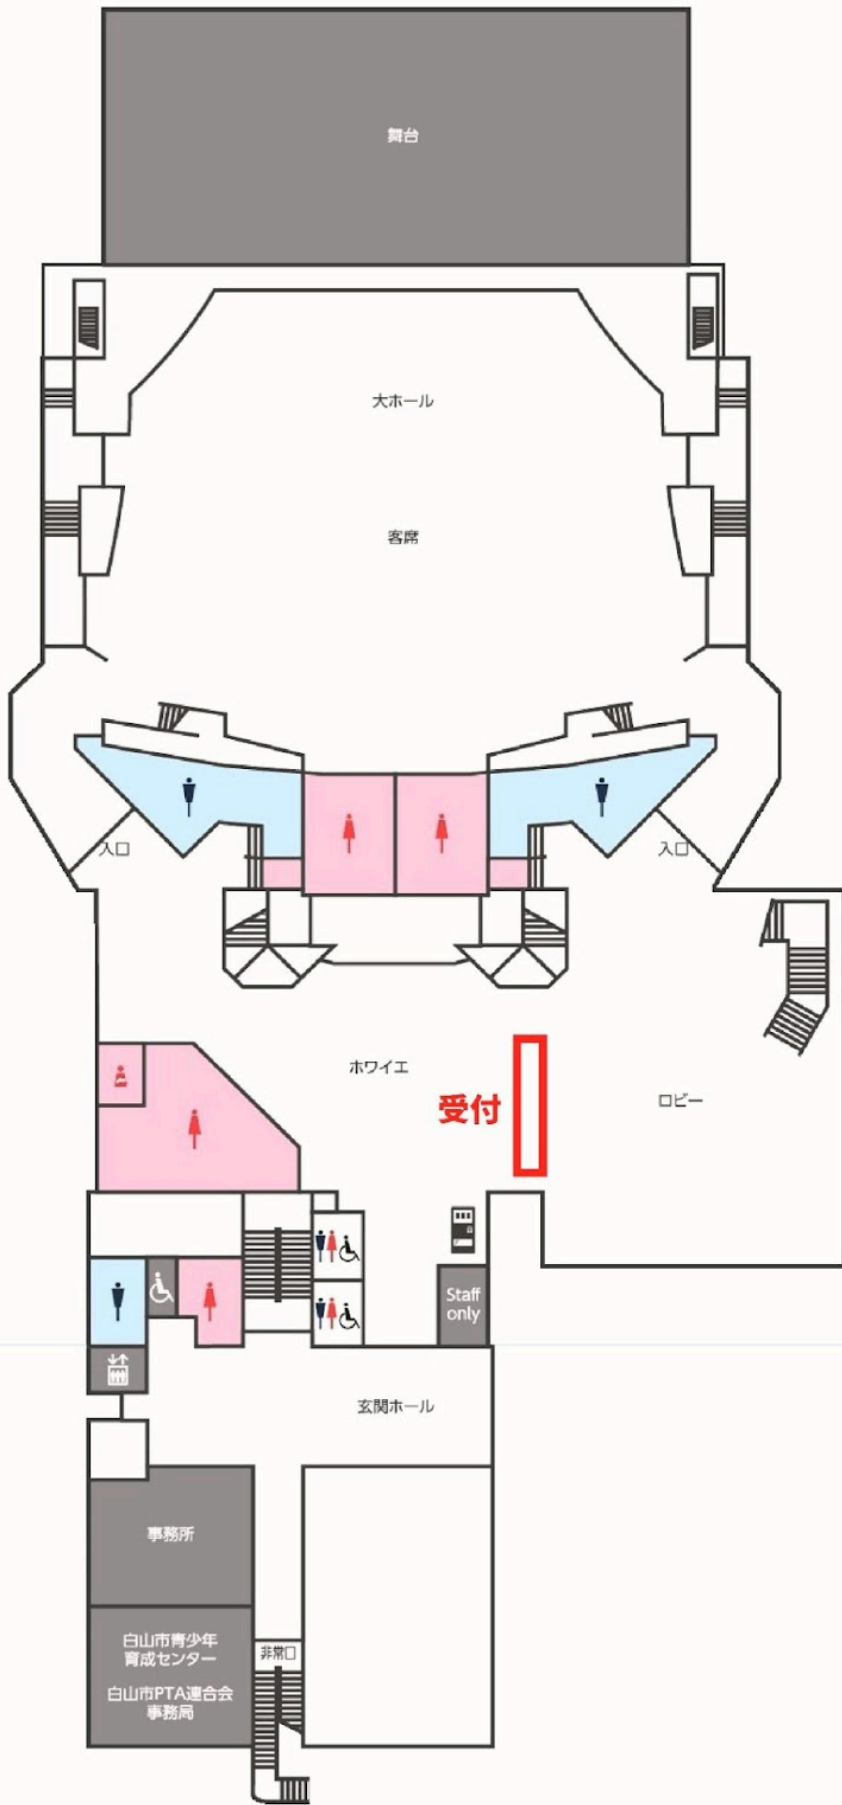 舞台
大ホール
客席
入口
入口
ホワイエ
受付
ロビー
Staff
only
玄関ホール
事務所
白山市青少年
育成センター
白山市PTA連合会
事務局
非常口